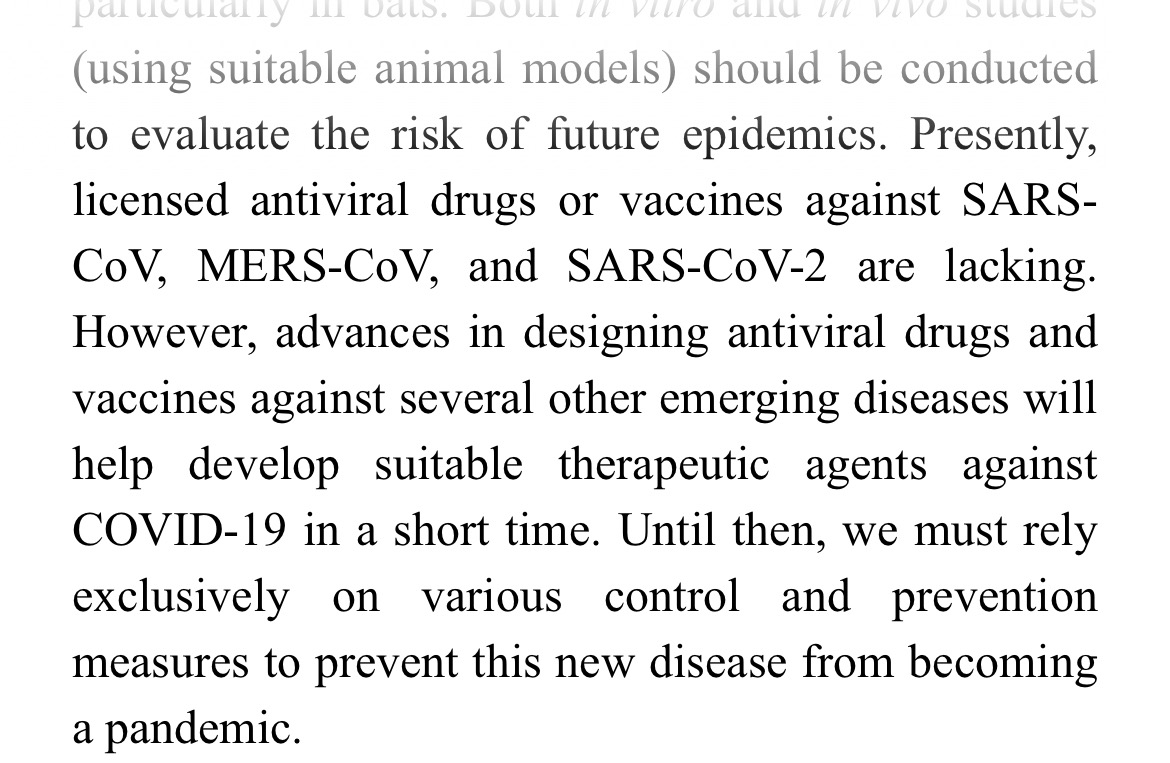 particularly in bats. Both in vitro and in vivo studies
(using suitable animal models) should be conducted
to evaluate the risk of future epidemics. Presently,
licensed antiviral drugs or vaccines against SARS-
CoV, MERS-CoV, and SARS-CoV-2 are lacking.
However, advances in designing antiviral drugs and
vaccines against several other emerging diseases will
help develop suitable therapeutic agents against
COVID-19 in a short time. Until then, we must rely
exclusively on various control and prevention
measures to prevent this new disease from becoming
a pandemic.